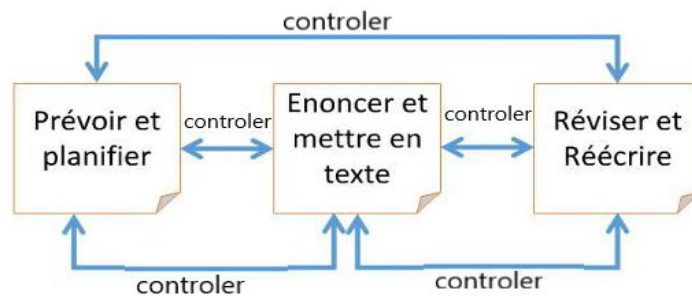 controler
Prévoir et
planifier
controler
Enoncer et
mettre en
texte
controler
Réviser et
Réécrire
controler
controler